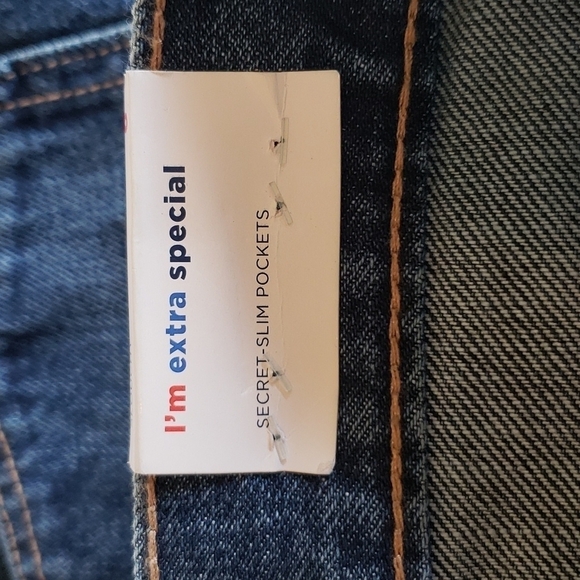 I'm extra special
SECRET-SLIM POCKETS